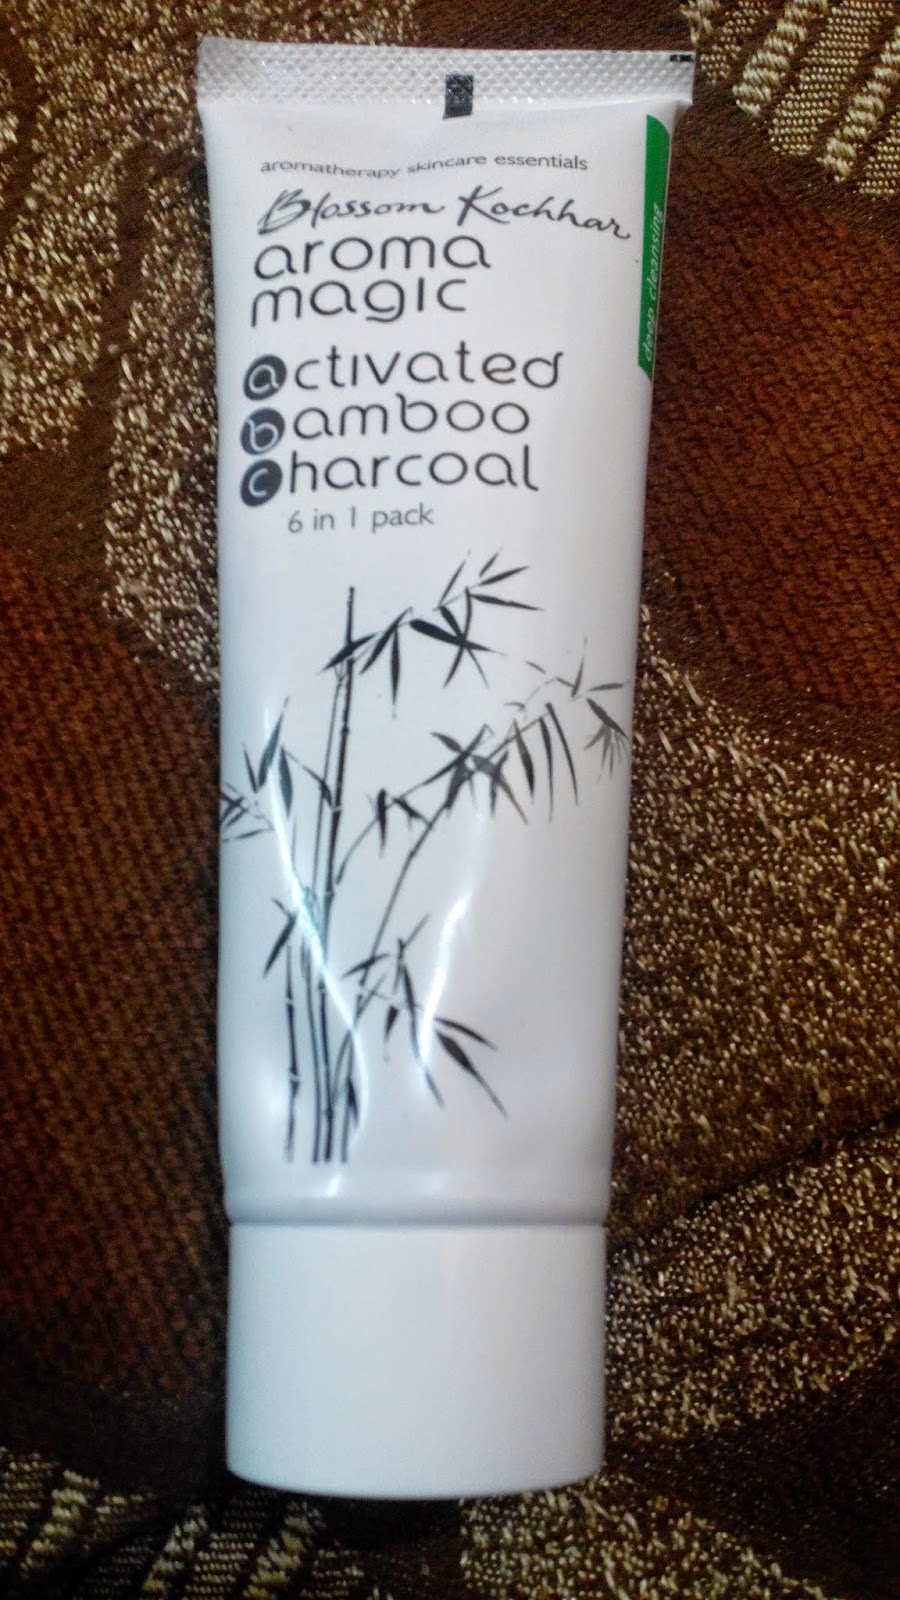 aromatherapy skincare essentials
Blossom Kochhar
aroma
magic
activated
bamboo
charcoal
6 in 1 pack
deep cleansing